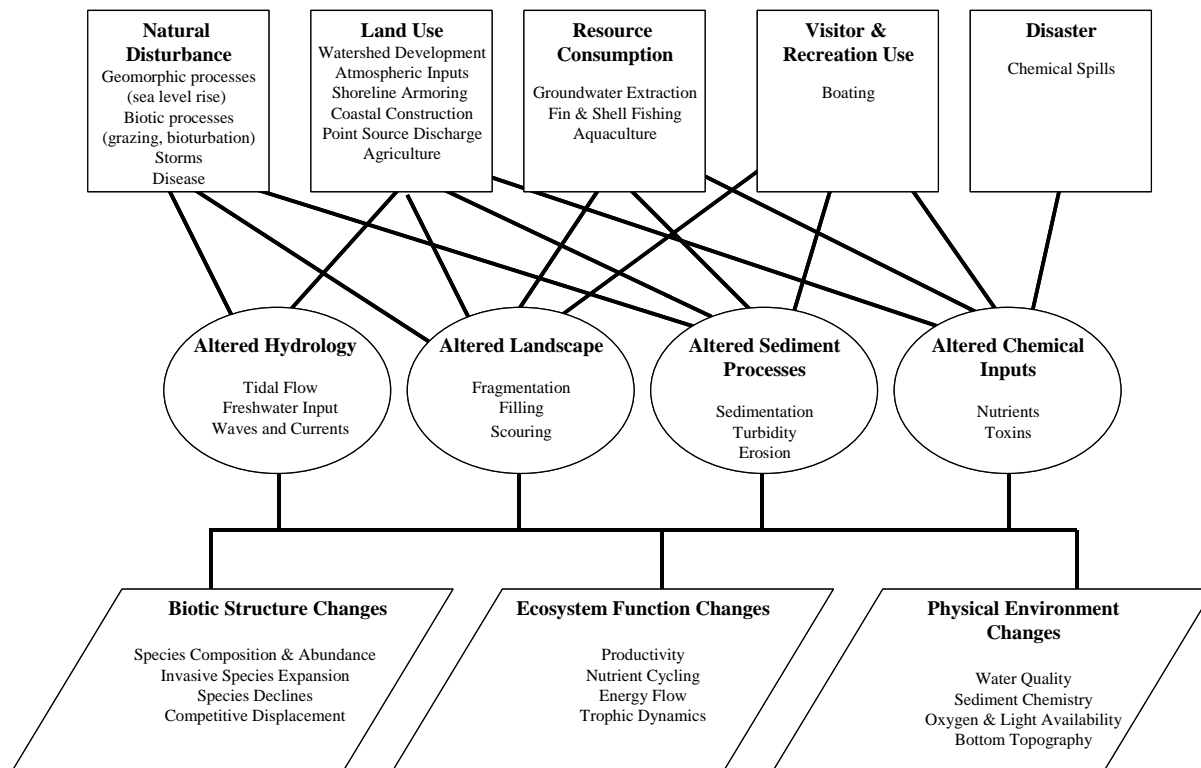 Natural
Disturbance
Geomorphic processes
(sea level rise)
Biotic processes
(grazing, bioturbation)
Storms
Disease
Land Use
Watershed Development
Atmospheric Inputs
Shoreline Armoring
Coastal Construction
Point Source Discharge
Agriculture
Resource
Consumption
Groundwater Extraction
Fin & Shell Fishing
Aquaculture
Visitor &
Recreation Use
Boating
Disaster
Chemical Spills
Altered Hydrology
Tidal Flow
Freshwater Input
Waves and Currents
Altered Landscape
Fragmentation
Filling
Scouring
Altered Sediment
Processes
Sedimentation
Turbidity
Erosion
Altered Chemical
Inputs
Nutrients
Toxins
Biotic Structure Changes
Species Composition & Abundance
Invasive Species Expansion
Species Declines
Competitive Displacement
Ecosystem Function Changes
Productivity
Nutrient Cycling
Energy Flow
Trophic Dynamics
Physical Environment
Changes
Water Quality
Sediment Chemistry
Oxygen & Light Availability
Bottom Topography